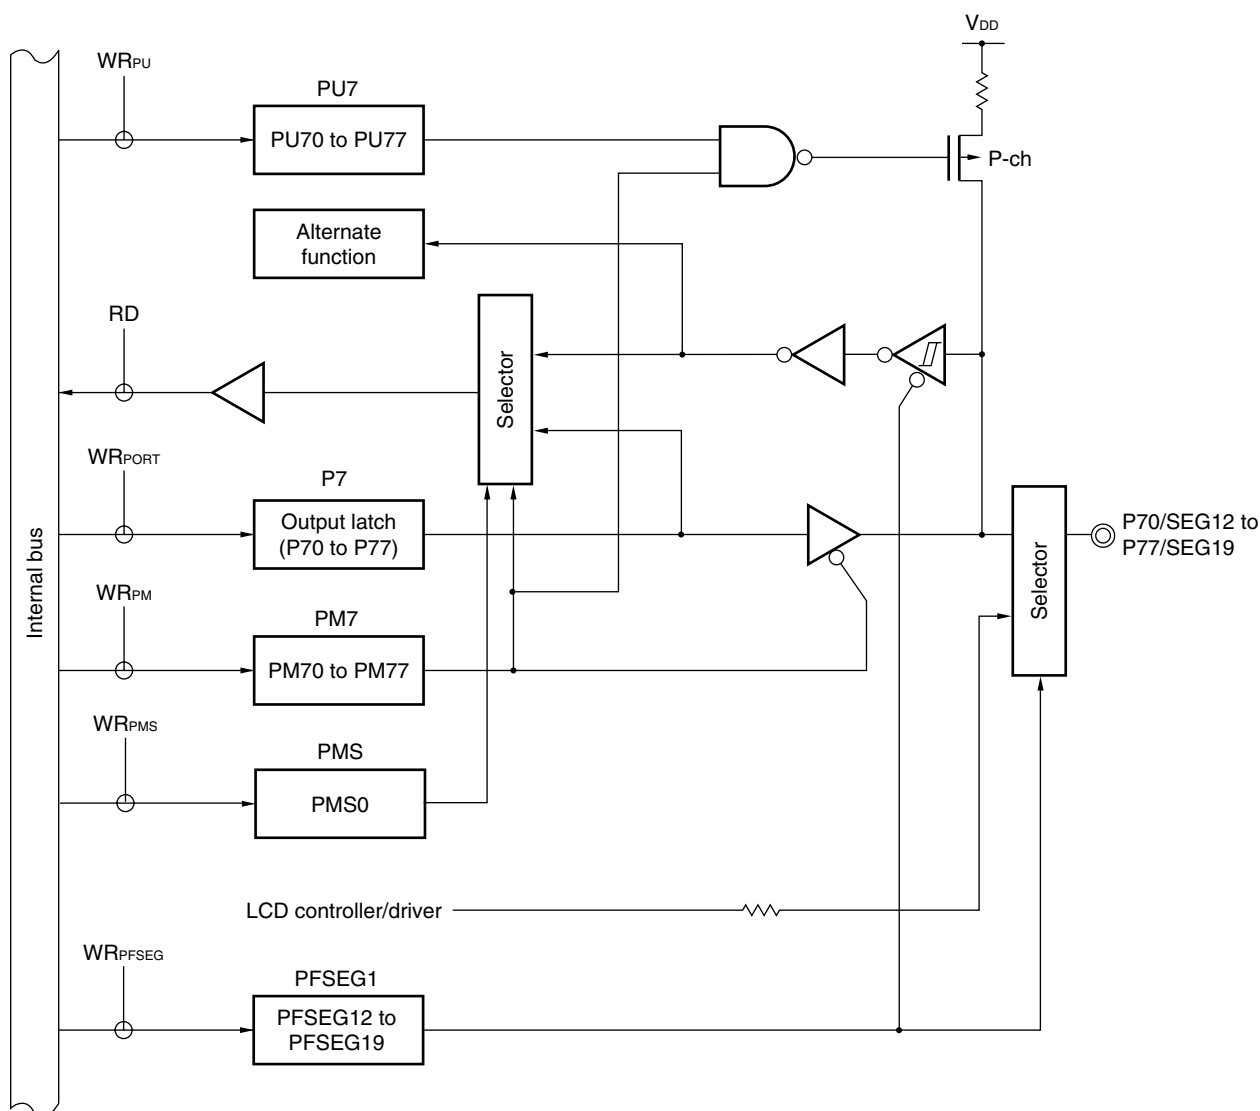 VDD
WRPU
PU7
PU70 to PU77
P-ch
Alternate
function
RD
Selector
WRPORT
P7
Output latch
(P70 to P77)
P70/SEG12 to
P77/SEG19
Selector
Internal bus
WRPM
PM7
PM70 to PM77
WRPMS
PMS
PMS0
LCD controller/driver
WRPFSEG
PFSEG1
PFSEG12 to
PFSEG19